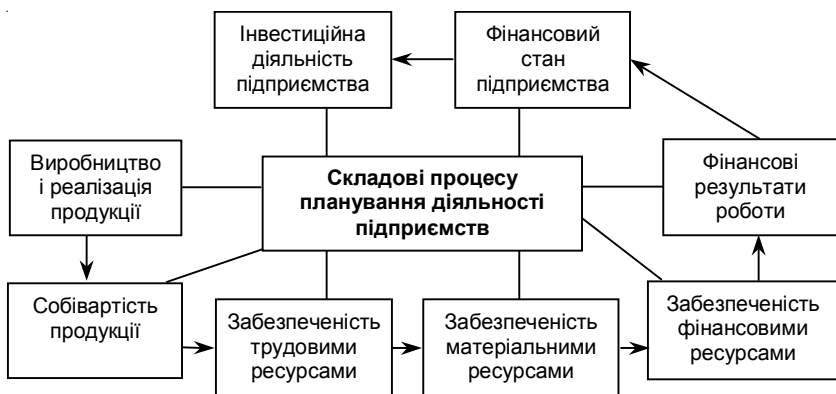 Інвестиційна
діяльність
підприємства
Фінансовий
стан
підприємства
Виробництво
і реалізація
продукції
Складові процесу
планування діяльності
підприємств
Фінансові
результати
роботи
Собівартість
продукції
Забезпеченість
трудовими
ресурсами
Забезпеченість
матеріальними
ресурсами
Забезпеченість
фінансовими
ресурсами